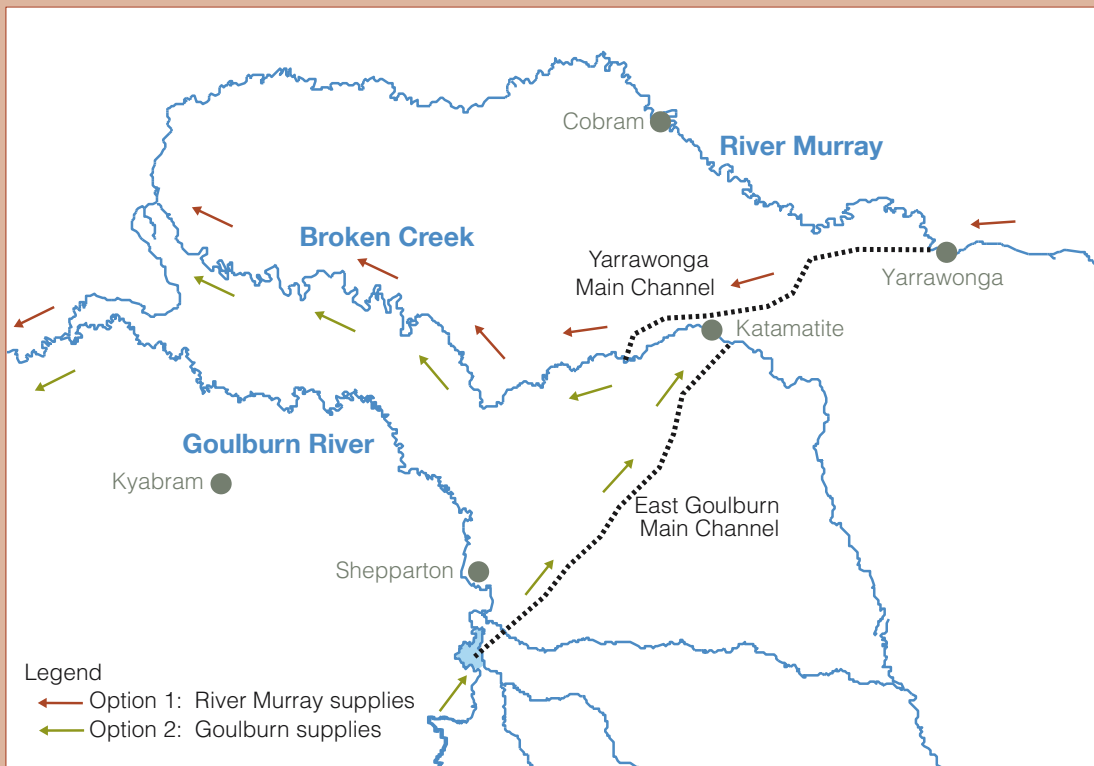 Cobram
River Murray
Broken Creek
Yarrawonga
Main Channel
Yarrawonga
Katamatite
Goulburn River
Kyabram
East Goulburn
Main Channel
Shepparton
Legend
Option 1: River Murray supplies
Option 2: Goulburn supplies